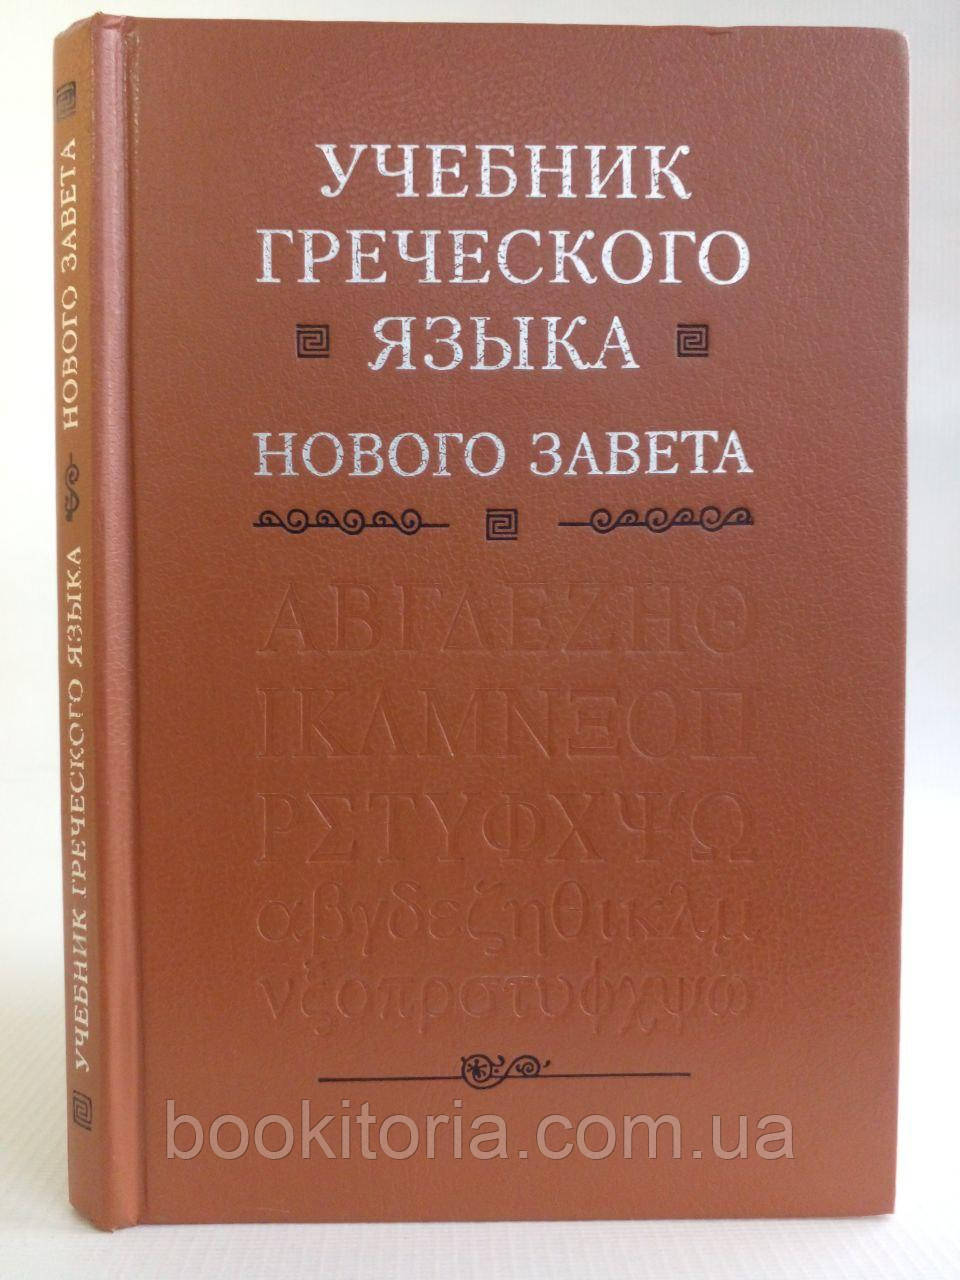 УЧЕБНИК
ГРЕЧЕСКОГО
ЯЗЫКА
НОВОГО ЗАВЕТА
ΑΒΓΔΕΖΗΘ
ΙΚΛΜΝΞΟΠ
ΡΣΤΥΦΧΨΩ
αβγδεζηθικλμ
νξοπρστυφχψω
УЧЕБНИК ГРЕЧЕСКОГО ЯЗЫКА НОВОГО ЗАВЕТА
bookitoria.com.ua